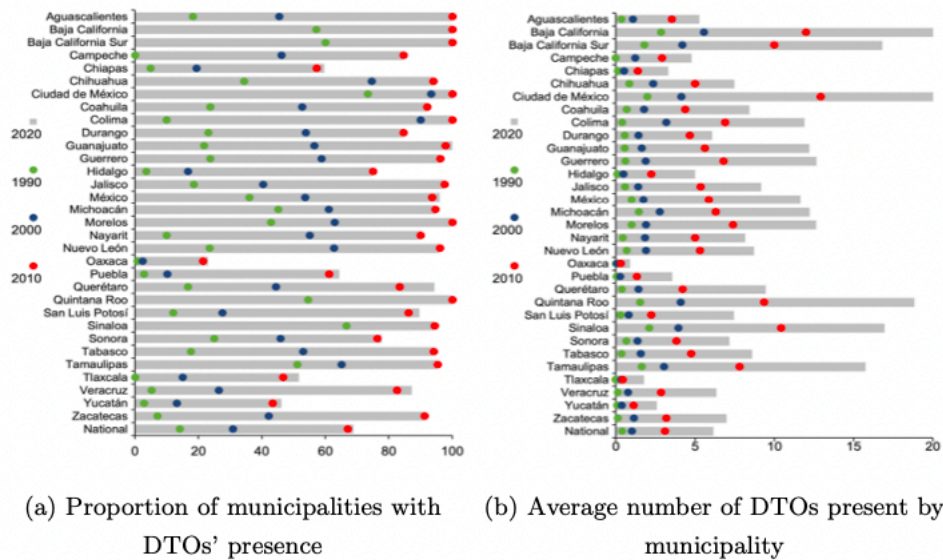 Aguascalientes
Baja California
Baja California Sur
Campeche
Chiapas
Chihuahua
Ciudad de México
Coahuila
Colima
Durango
Guanajuato
Guerrero
Hidalgo
Jalisco
México
Michoacán
Morelos
Nayarit
Nuevo León
Oaxaca
Puebla
Querétaro
Quintana Roo
San Luis Potosí
Sinaloa
Sonora
Tabasco
Tamaulipas
Tlaxcala
Veracruz
Yucatán
Zacatecas
National
2020
1990
2000
2010
0 20 40 60 80 100
(a) Proportion of municipalities with
DTOs' presence
Aguascalientes
Baja California
Baja California Sur
Campeche
Chiapas
Chihuahua
Ciudad de México
Coahuila
Colima
Durango
Guanajuato
Guerrero
Hidalgo
Jalisco
México
Michoacán
Morelos
Nayarit
Nuevo León
Oaxaca
Puebla
Querétaro
Quintana Roo
San Luis Potosí
Sinaloa
Sonora
Tabasco
Tamaulipas
Tlaxcala
Veracruz
Yucatán
Zacatecas
National
2020
1990
2000
2010
0 5 10 15 20
(b) Average number of DTOs present by
municipality